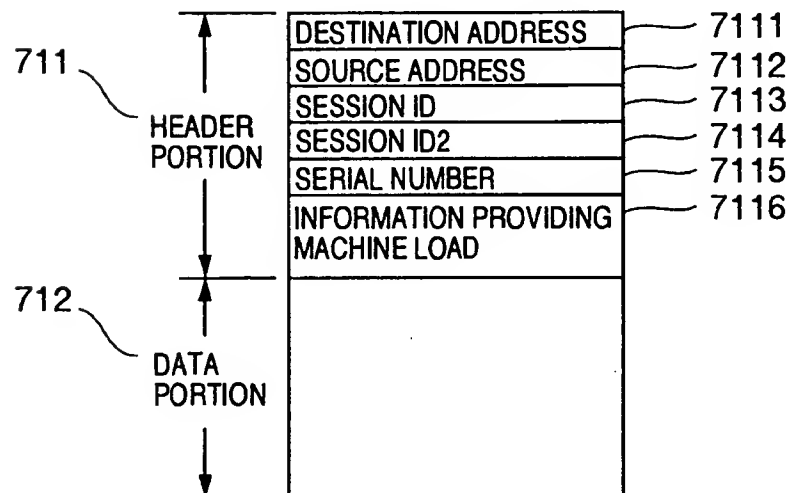 DESTINATION ADDRESS 7111
711 SOURCE ADDRESS 7112
SESSION ID 7113
HEADER PORTION SESSION ID2 7114
SERIAL NUMBER 7115
INFORMATION PROVIDING MACHINE LOAD 7116
712
DATA PORTION